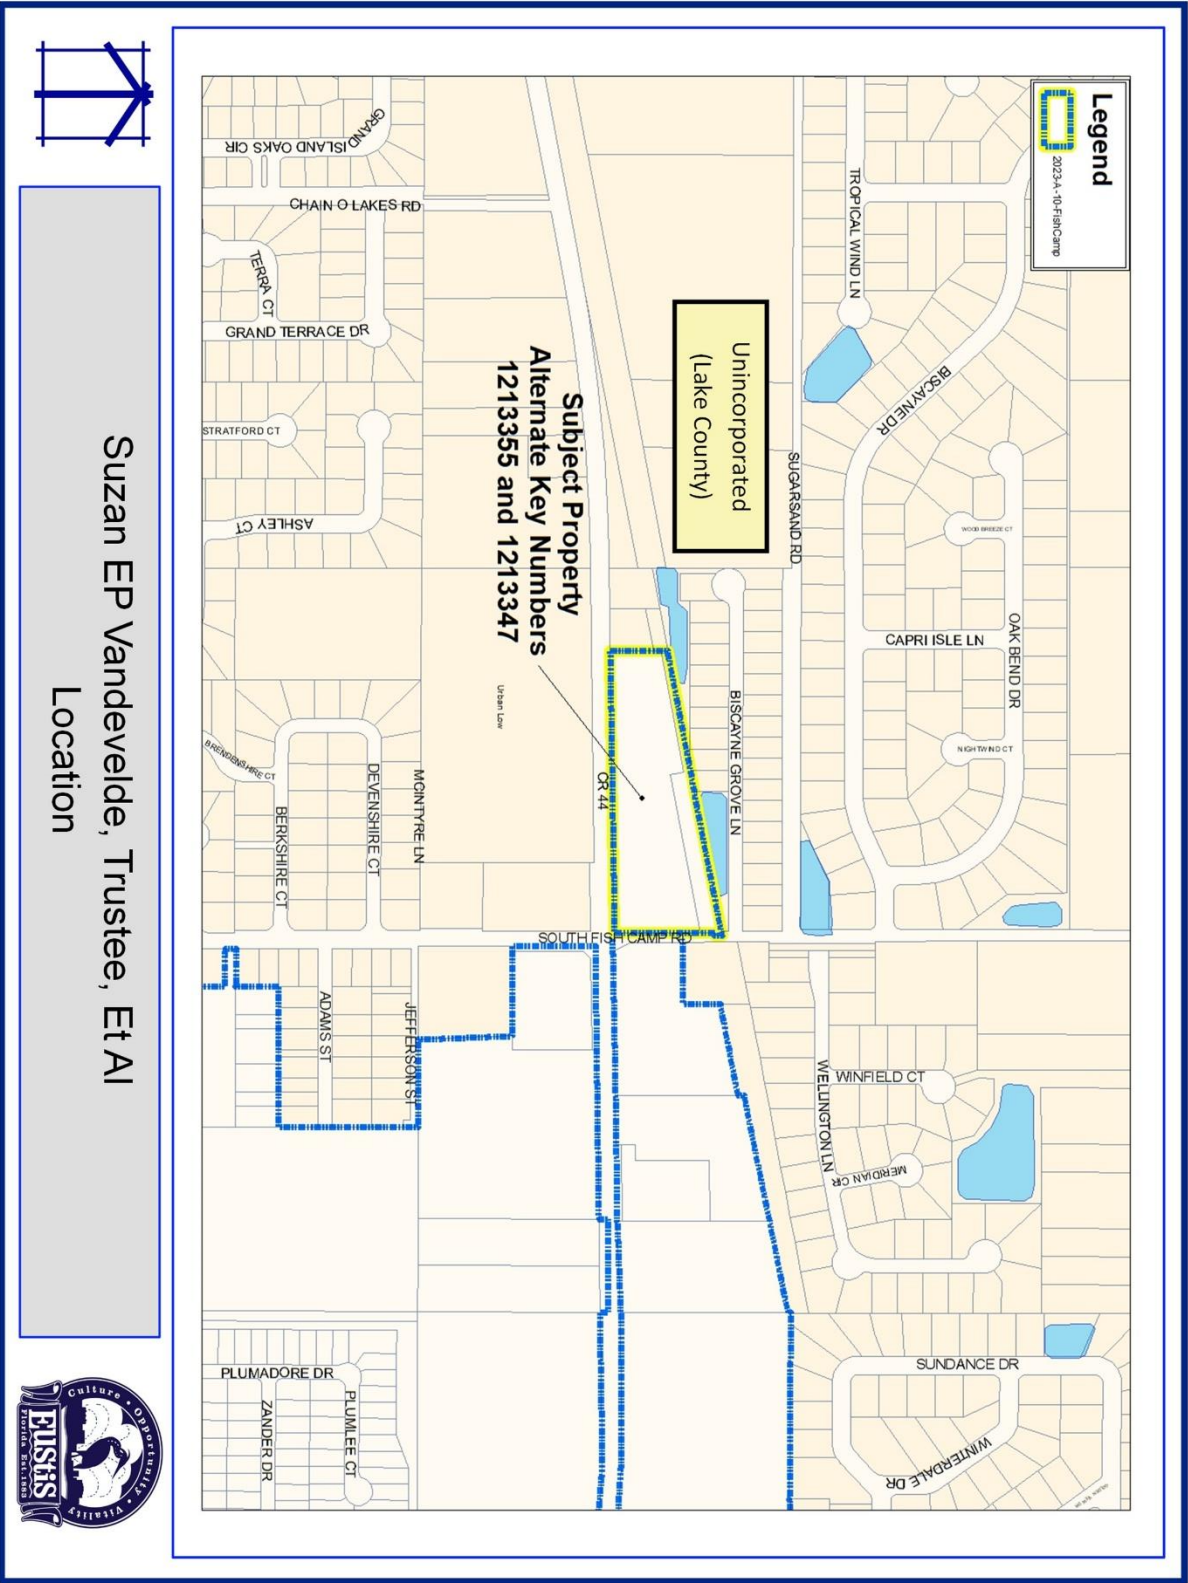 Legend
2023-A-10-FishCamp
TROPICAL WIND LN
BISCAYNE DR
SUGARSAND RD
WOOD BREEZE CT
OAK BEND DR
CAPRI ISLE LN
NIGHTWIND CT
BISCAYNE GROVE LN
Unincorporated
(Lake County)
Subject Property
Alternate Key Numbers
1213355 and 1213347
Urban Low
CR 44
SOUTH FISH CAMP RD
GRAND ISLAND OAKS CIR
CHAIN O LAKES RD
TERRA CT
GRAND TERRACE DR
STRATFORD CT
ASHLEY CT
BRENDENSHIRE CT
DEVENSHIRE CT
MCINTYRE LN
BERKSHIRE CT
ADAMS ST
JEFFERSON ST
WINFIELD CT
WELLINGTON LN
MERIDIAN CIR
SUNDANCE DR
WINTERDALE DR
PLUMADORE DR
PLUMLEE CT
ZANDER DR
Suzan EP Vandevelde, Trustee, Et Al
Location
Culture • Opportunity • Vitality
EUSTIS
Florida Est.1883